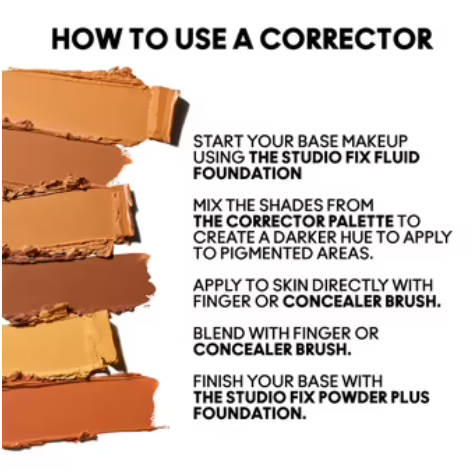 HOW TO USE A CORRECTOR
START YOUR BASE MAKEUP
USING THE STUDIO FIX FLUID
FOUNDATION
MIX THE SHADES FROM
THE CORRECTOR PALETTE TO
CREATE A DARKER HUE TO APPLY
TO PIGMENTED AREAS.
APPLY TO SKIN DIRECTLY WITH
FINGER OR CONCEALER BRUSH.
BLEND WITH FINGER OR
CONCEALER BRUSH.
FINISH YOUR BASE WITH
THE STUDIO FIX POWDER PLUS
FOUNDATION.